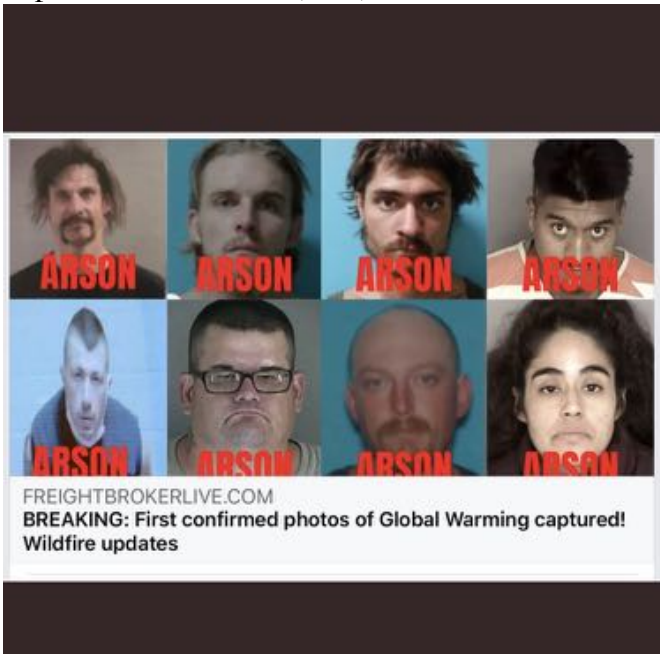 ARSON ARSON ARSON ARSON
ARSON ARSON ARSON ARSON
FREIGHTBROKERLIVE.COM
BREAKING: First confirmed photos of Global Warming captured!
Wildfire updates